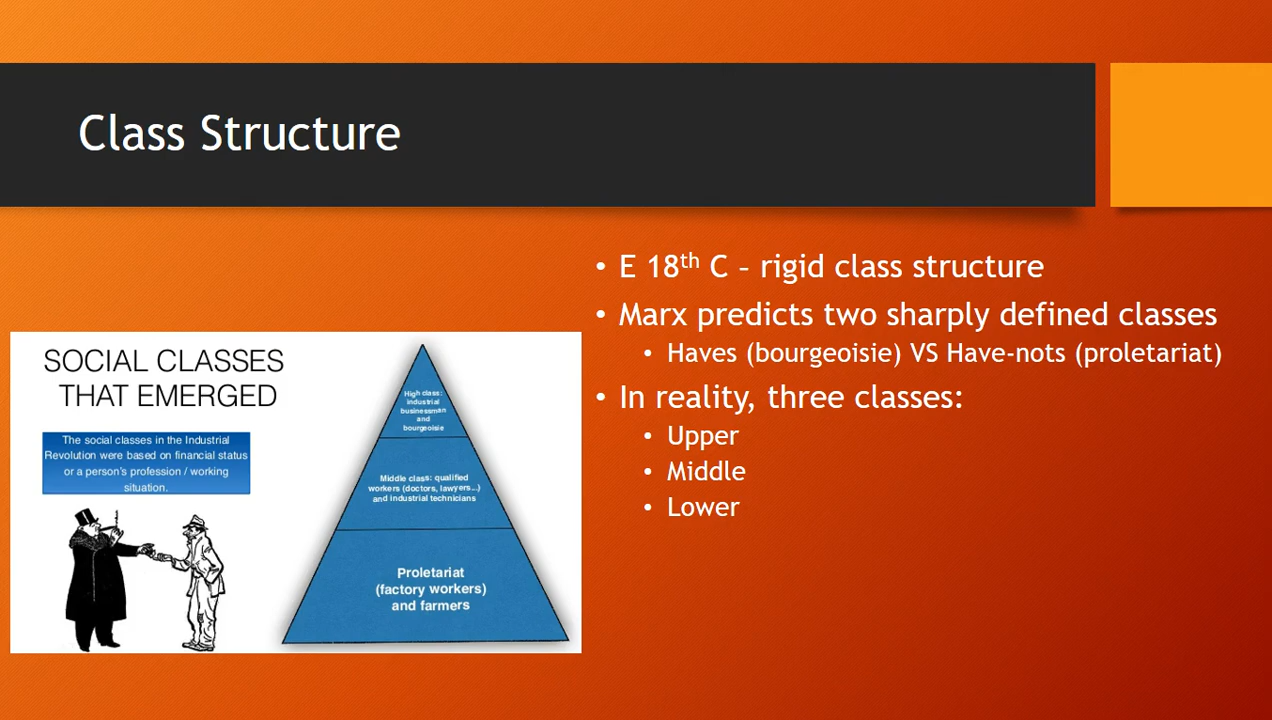 Class Structure
• E 18th C – rigid class structure
• Marx predicts two sharply defined classes
• Haves (bourgeoisie) VS Have-nots (proletariat)
• In reality, three classes:
• Upper
• Middle
• Lower
SOCIAL CLASSES
THAT EMERGED
The social classes in the Industrial
Revolution were based on financial status
or a person's profession / working
situation.
High class:
industrial
businessman
and
bourgeoisie
Middle class: qualified
workers (doctors, lawyers...)
and industrial technicians
Proletariat
(factory workers)
and farmers